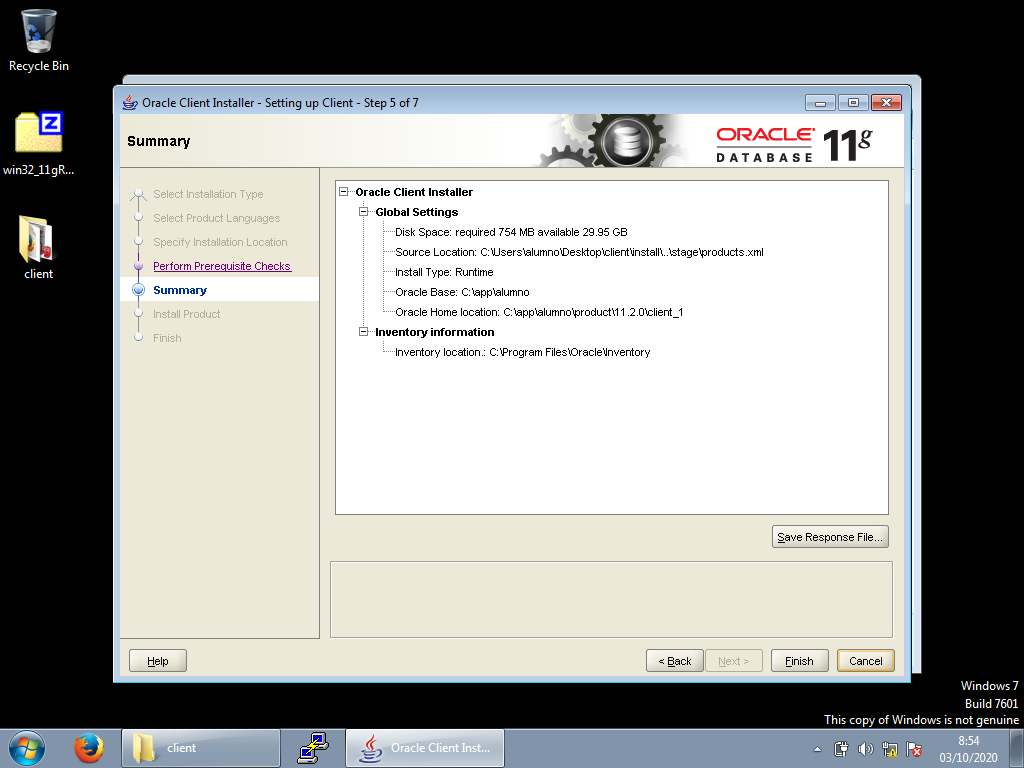 Recycle Bin
Z
win32_11gR...
client
Oracle Client Installer - Setting up Client - Step 5 of 7
Summary
ORACLE
DATABASE
11g
Select Installation Type
Select Product Languages
Specify Installation Location
Perform Prerequisite Checks
Summary
Install Product
Finish
Oracle Client Installer
Global Settings
Disk Space: required 754 MB available 29.95 GB
Source Location: C:\Users\alumno\Desktop\client\install\..\stage\products.xml
Install Type: Runtime
Oracle Base: C:\app\alumno
Oracle Home location: C:\app\alumno\product\11.2.0\client_1
Inventory information
Inventory location.: C:\Program Files\Oracle\Inventory
Save Response File...
Help
< Back
Next >
Finish
Cancel
Windows 7
Build 7601
This copy of Windows is not genuine
client
Oracle Client Inst...
8:54
03/10/2020